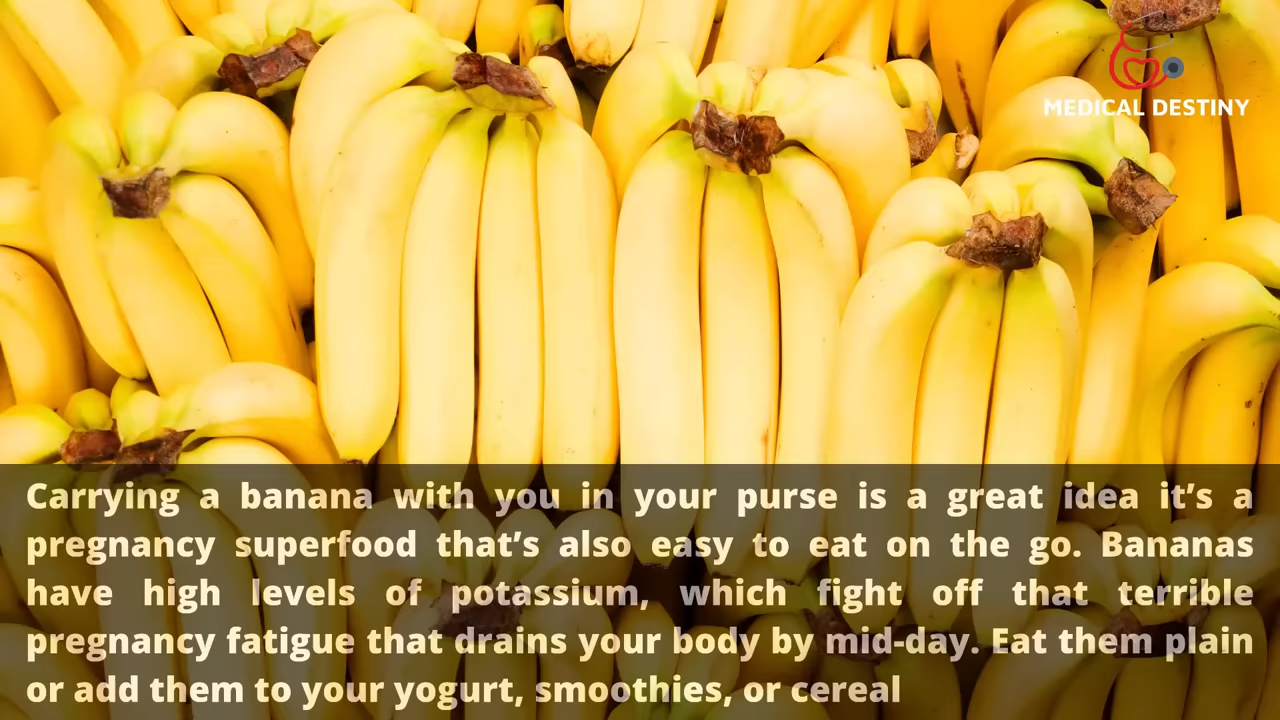 MEDICAL DESTINY
Carrying a banana with you in your purse is a great idea it’s a
pregnancy superfood that’s also easy to eat on the go. Bananas
have high levels of potassium, which fight off that terrible
pregnancy fatigue that drains your body by mid-day. Eat them plain
or add them to your yogurt, smoothies, or cereal